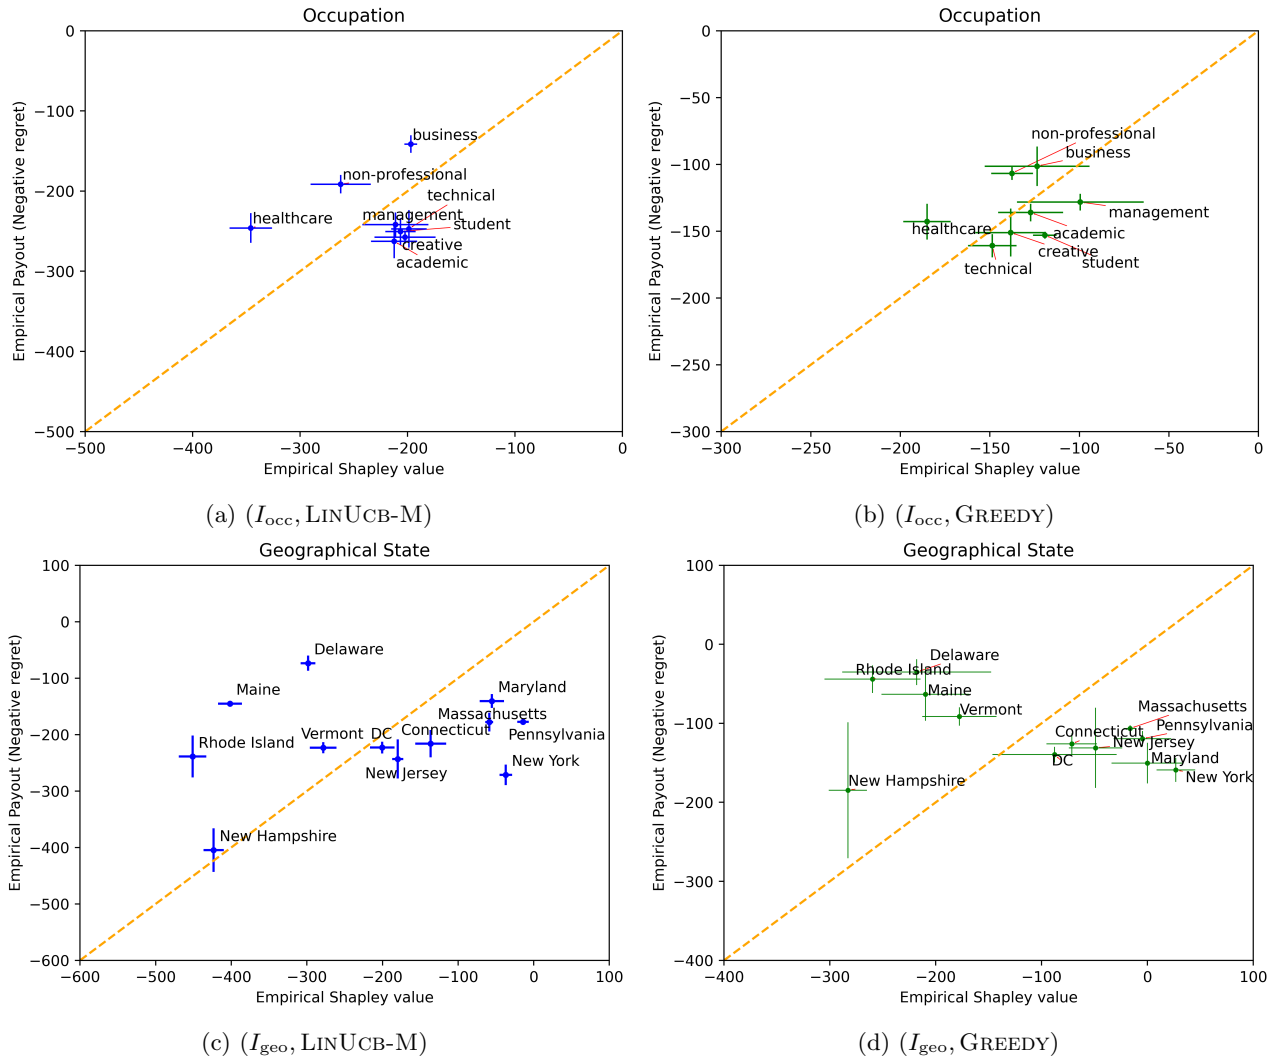 Occupation
Empirical Payout (Negative regret)
0
−100
−200
−300
−400
−500
business
non-professional
technical
healthcare
management
student
creative
academic
−500
−400
−300
−200
−100
0
Empirical Shapley value
(a) (I_occ, LINUCB-M)
Occupation
Empirical Payout (Negative regret)
0
−50
−100
−150
−200
−250
−300
non-professional
business
management
healthcare
academic
creative
student
technical
−300
−250
−200
−150
−100
−50
0
Empirical Shapley value
(b) (I_occ, GREEDY)
Geographical State
Empirical Payout (Negative regret)
100
0
−100
−200
−300
−400
−500
−600
Delaware
Maine
Maryland
Massachusetts
Rhode Island
Vermont
DC
Connecticut
Pennsylvania
New Jersey
New York
New Hampshire
−600
−500
−400
−300
−200
−100
0
100
Empirical Shapley value
(c) (I_geo, LINUCB-M)
Geographical State
Empirical Payout (Negative regret)
100
0
−100
−200
−300
−400
Delaware
Rhode Island
Maine
Vermont
Massachusetts
Pennsylvania
Connecticut
New Jersey
DC
Maryland
New York
New Hampshire
−400
−300
−200
−100
0
100
Empirical Shapley value
(d) (I_geo, GREEDY)